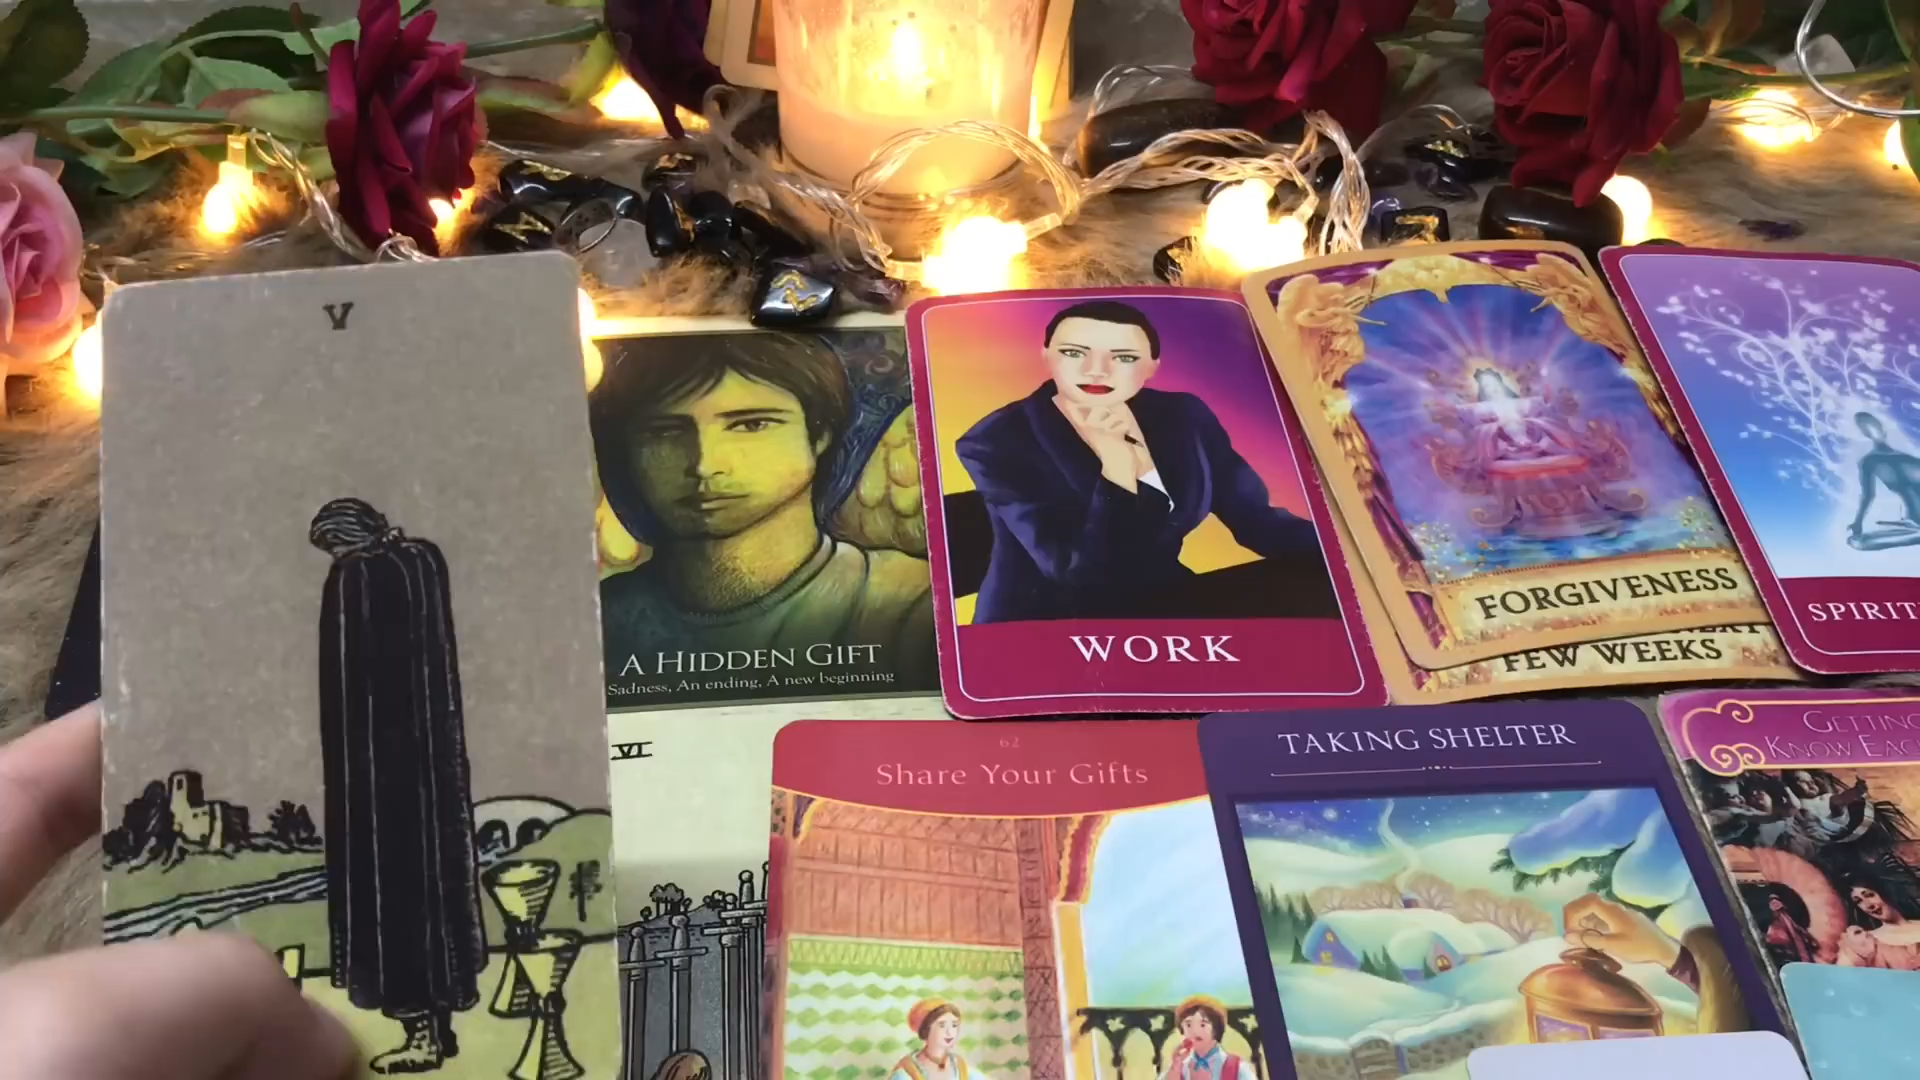 V
A HIDDEN GIFT
Sadness, An ending, A new beginning
WORK
FORGIVENESS
FEW WEEKS
SPIRIT
VI
62
Share Your Gifts
TAKING SHELTER
GETTING
KNOW EACH